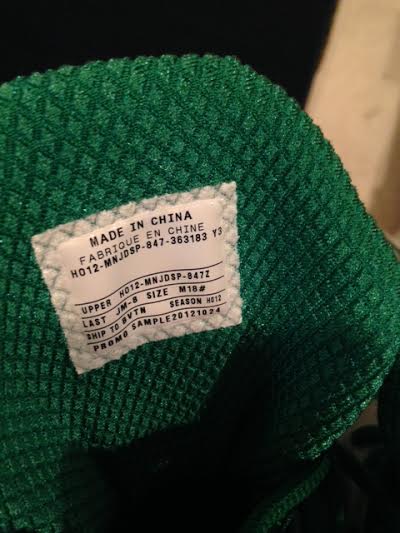 MADE IN CHINA
FABRIQUE EN CHINE
HO12-MNJDSP-847-363183 Y3
UPPER HO12-MNJDSP-847Z
LAST JM-8 SIZE M18#
SHIP TO BVTN SEASON HO12
PROMO SAMPLE20121024